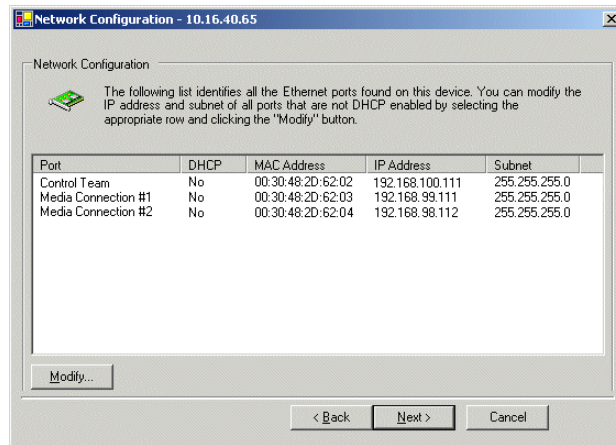 Network Configuration - 10.16.40.65
Network Configuration
The following list identifies all the Ethernet ports found on this device. You can modify the
IP address and subnet of all ports that are not DHCP enabled by selecting the
appropriate row and clicking the "Modify" button.
Port DHCP MAC Address IP Address Subnet
Control Team No 00:30:48:2D:62:02 192.168.100.111 255.255.255.0
Media Connection #1 No 00:30:48:2D:62:03 192.168.99.111 255.255.255.0
Media Connection #2 No 00:30:48:2D:62:04 192.168.98.112 255.255.255.0
Modify...
< Back Next > Cancel